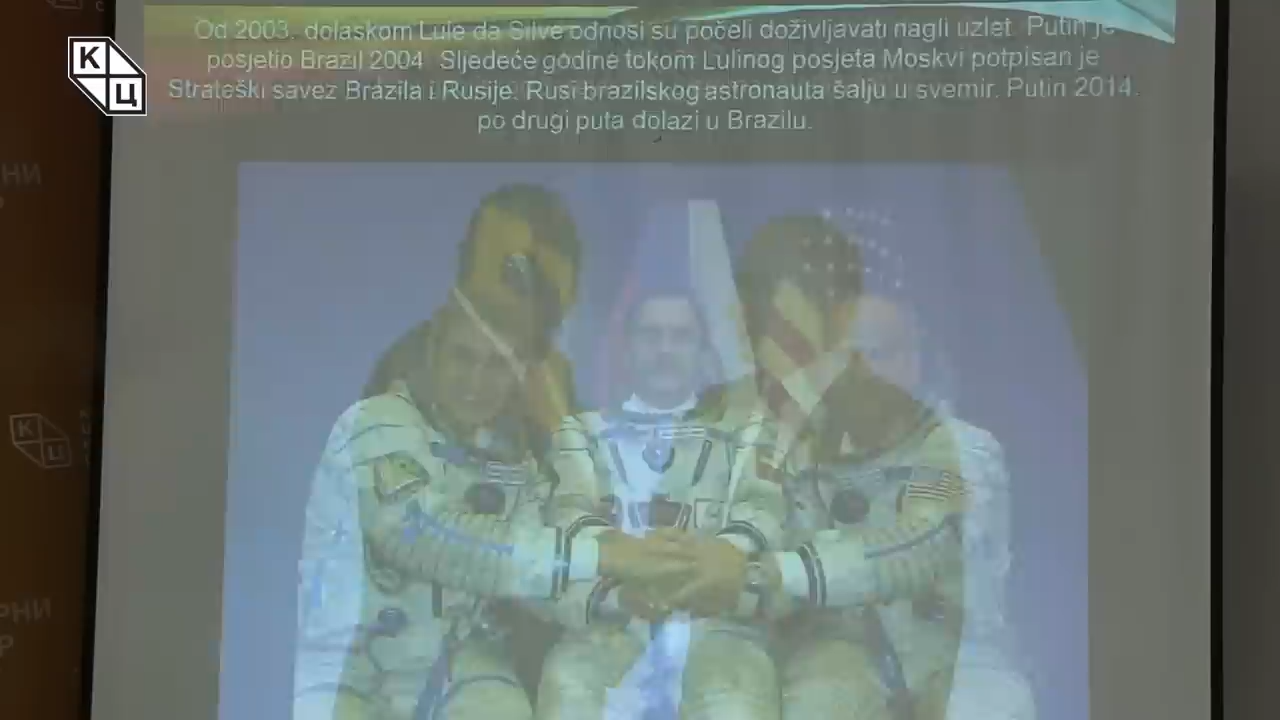 Od 2003. dolaskom Lule da Silve odnosi su počeli doživljavati nagli uzlet. Putin je
posjetio Brazil 2004. Sljedeće godine tokom Lulinog posjeta Moskvi potpisan je
Strateški savez Brazila i Rusije. Rusi brazilskog astronauta šalju u svemir. Putin 2014.
po drugi puta dolazi u Brazilu.
К
Ц
НИ
К
Ц
РНИ
Р